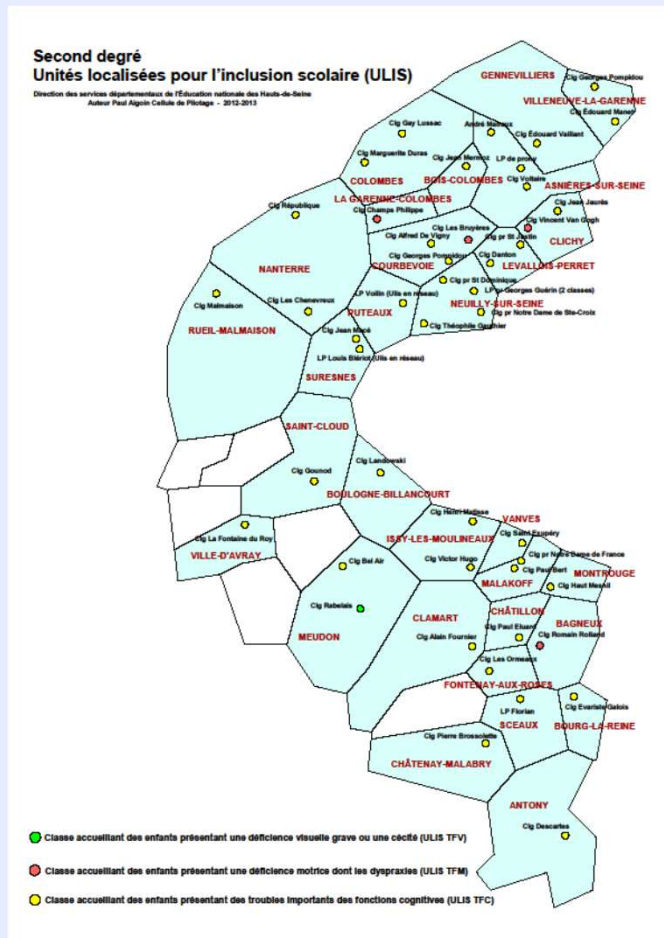 Second degré
Unités localisées pour l'inclusion scolaire (ULIS)
Direction des services départementaux de l'Éducation nationale des Hauts-de-Seine
Auteur Paul Aigoin Cellule de Pilotage - 2012-2013
GENNEVILLIERS
Clg Georges Pompidou
VILLENEUVE-LA-GARENNE
Clg Édouard Manet
Clg Gay Lussac
André Malraux
Clg Édouard Vaillant
Clg Marguerite Duras
Clg Jean Mermoz
LP de prony
COLOMBES
BOIS-COLOMBES
Clg Voltaire
ASNIÈRES-SUR-SEINE
LA GARENNE-COLOMBES
Clg Jean Jaurès
Clg République
Clg Champs Philippe
Clg Vincent Van Gogh
Clg Les Bruyères
Clg Alfred De Vigny
Clg pr St Justin
CLICHY
Clg Georges Pompidou
Clg Danton
NANTERRE
COURBEVOIE
LEVALLOIS-PERRET
Clg pr St Dominique
LP pr Georges Guérin (2 classes)
LP Voilin (Ulis en réseau)
Clg Malmaison
Clg Les Chenevreux
NEUILLY-SUR-SEINE
PUTEAUX
Clg pr Notre Dame de Ste-Croix
Clg Théophile Gauthier
RUEIL-MALMAISON
Clg Jean Macé
LP Louis Blériot (Ulis en réseau)
SURESNES
SAINT-CLOUD
Clg Landowski
Clg Gounod
BOULOGNE-BILLANCOURT
Clg Henri Matisse
VANVES
Clg La Fontaine du Roy
ISSY-LES-MOULINEAUX
Clg Saint Exupéry
VILLE-D'AVRAY
Clg pr Notre Dame de France
Clg Bel Air
Clg Victor Hugo
Clg Paul Bert
MONTROUGE
MALAKOFF
Clg Haut Mesnil
Clg Rabelais
CHÂTILLON
CLAMART
BAGNEUX
MEUDON
Clg Paul Eluard
Clg Romain Rolland
Clg Alain Fournier
Clg Les Ormeaux
FONTENAY-AUX-ROSES
LP Florian
Clg Evariste Galois
SCEAUX
BOURG-LA-REINE
Clg Pierre Brossolette
CHÂTENAY-MALABRY
ANTONY
Clg Descartes
Classe accueillant des enfants présentant une déficience visuelle grave ou une cécité (ULIS TFV)
Classe accueillant des enfants présentant une déficience motrice dont les dyspraxies (ULIS TFM)
Classe accueillant des enfants présentant des troubles importants des fonctions cognitives (ULIS TFC)